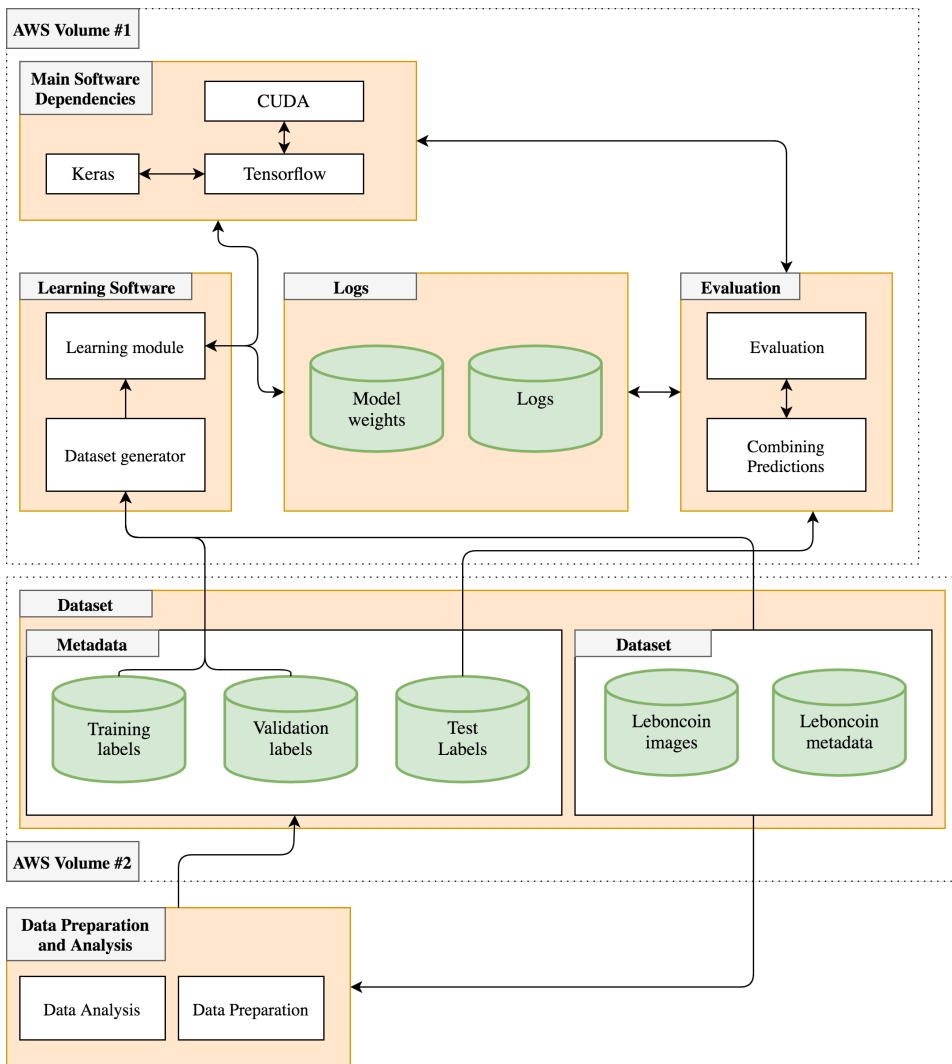 AWS Volume #1
Main Software
Dependencies
CUDA
Keras
Tensorflow
Learning Software
Learning module
Dataset generator
Logs
Model
weights
Logs
Evaluation
Evaluation
Combining
Predictions
Dataset
Metadata
Training
labels
Validation
labels
Test
Labels
Dataset
Leboncoin
images
Leboncoin
metadata
AWS Volume #2
Data Preparation
and Analysis
Data Analysis
Data Preparation